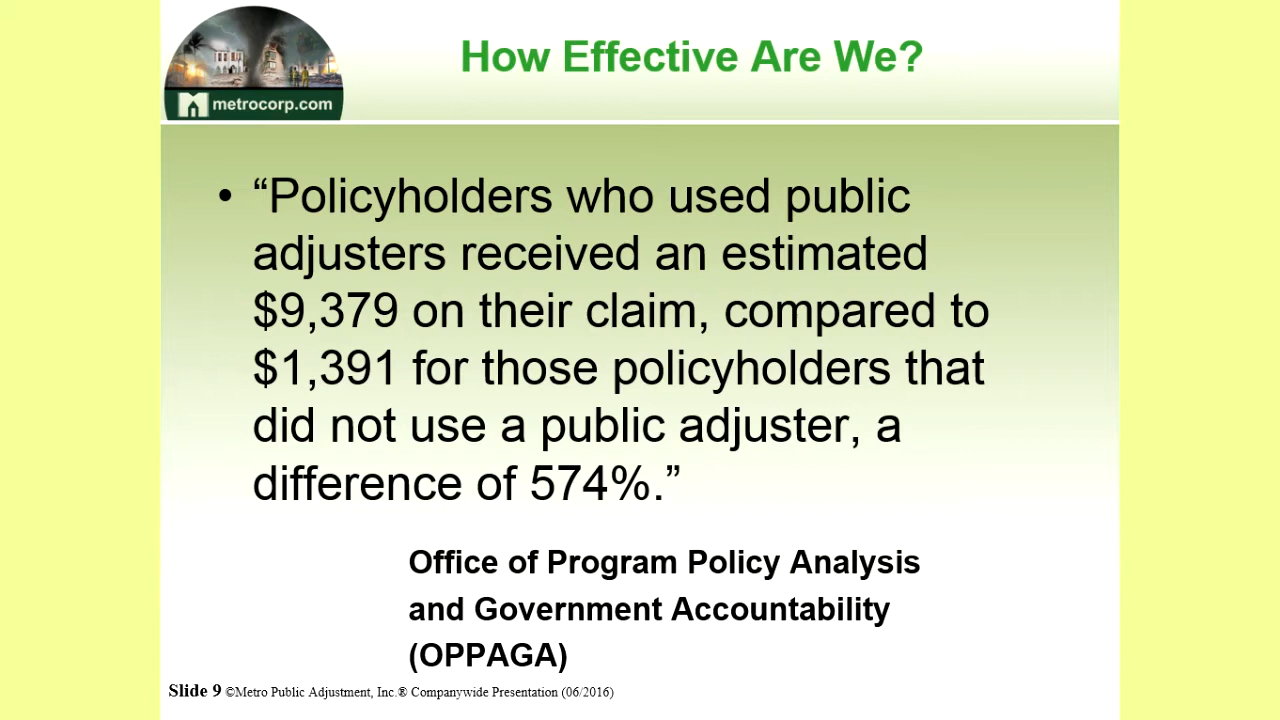 metrocorp.com
How Effective Are We?
• “Policyholders who used public
adjusters received an estimated
$9,379 on their claim, compared to
$1,391 for those policyholders that
did not use a public adjuster, a
difference of 574%.”
Office of Program Policy Analysis
and Government Accountability
(OPPAGA)
Slide 9 ©Metro Public Adjustment, Inc.® Companywide Presentation (06/2016)